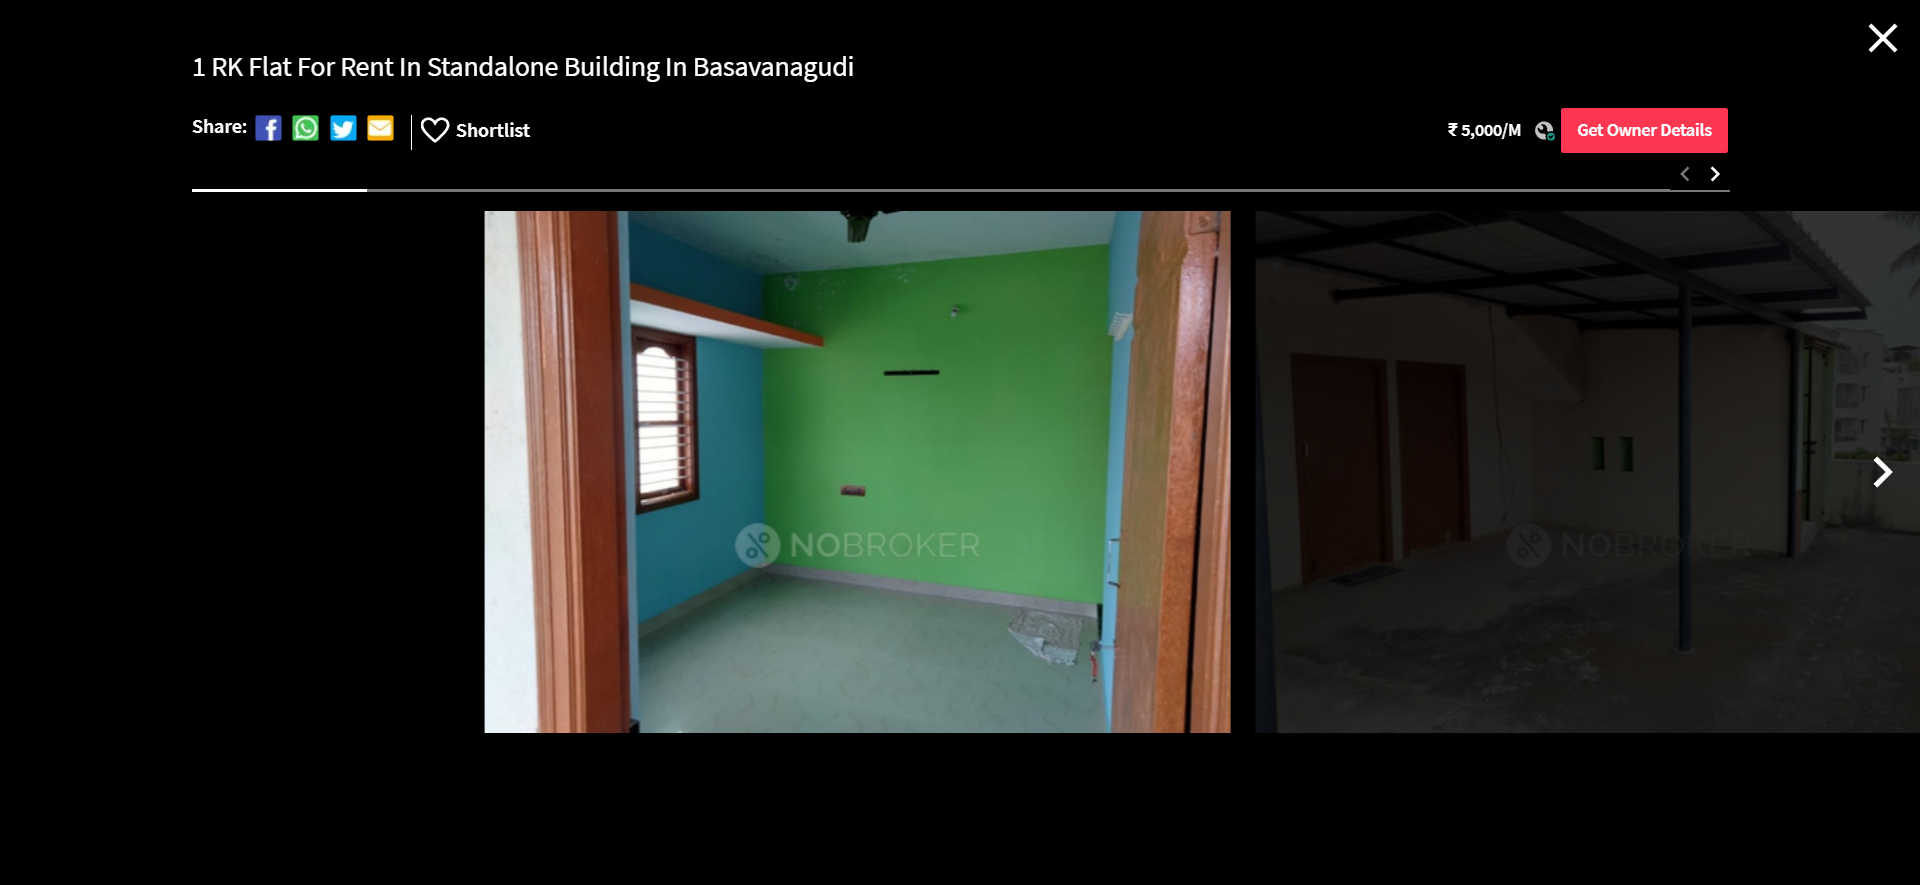 1 RK Flat For Rent In Standalone Building In Basavanagudi
Share:
Shortlist
₹ 5,000/M
Get Owner Details
NOBROKER
NOBROKER